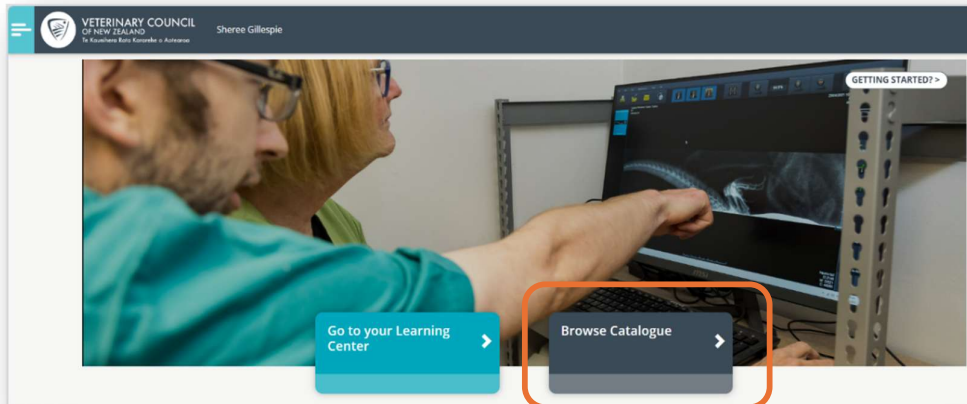 VETERINARY COUNCIL
OF NEW ZEALAND
Te Kaunihera Rata Kararehe o Aotearoa
Sheree Gillespie
GETTING STARTED? >
Go to your Learning
Center
Browse Catalogue